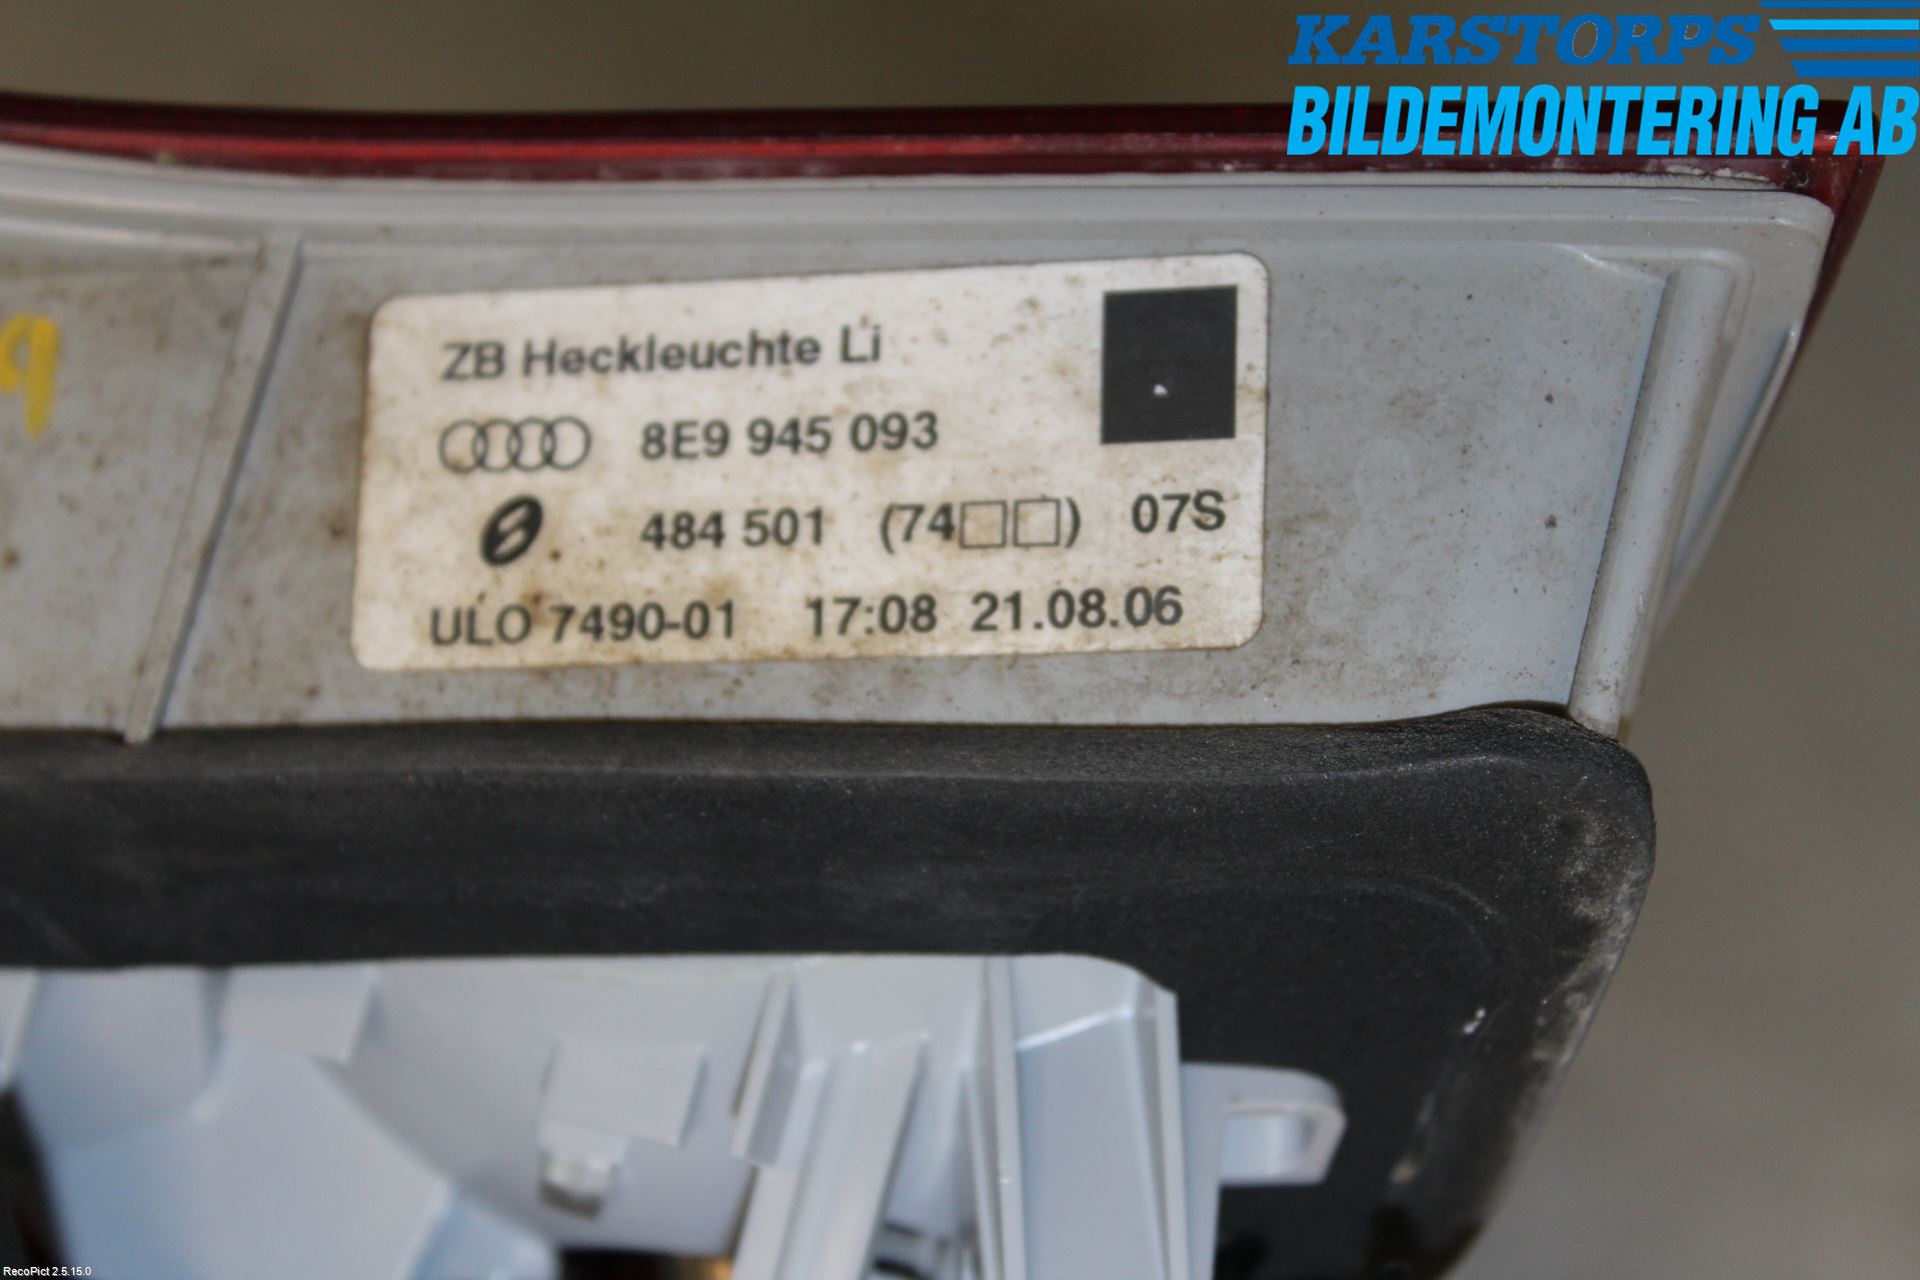 KARSTORPS
BILDEMONTERING AB
ZB Heckleuchte Li
8E9 945 093
484 501 (74□□) 07S
ULO 7490-01 17:08 21.08.06
RecoPict 2.5.15.0